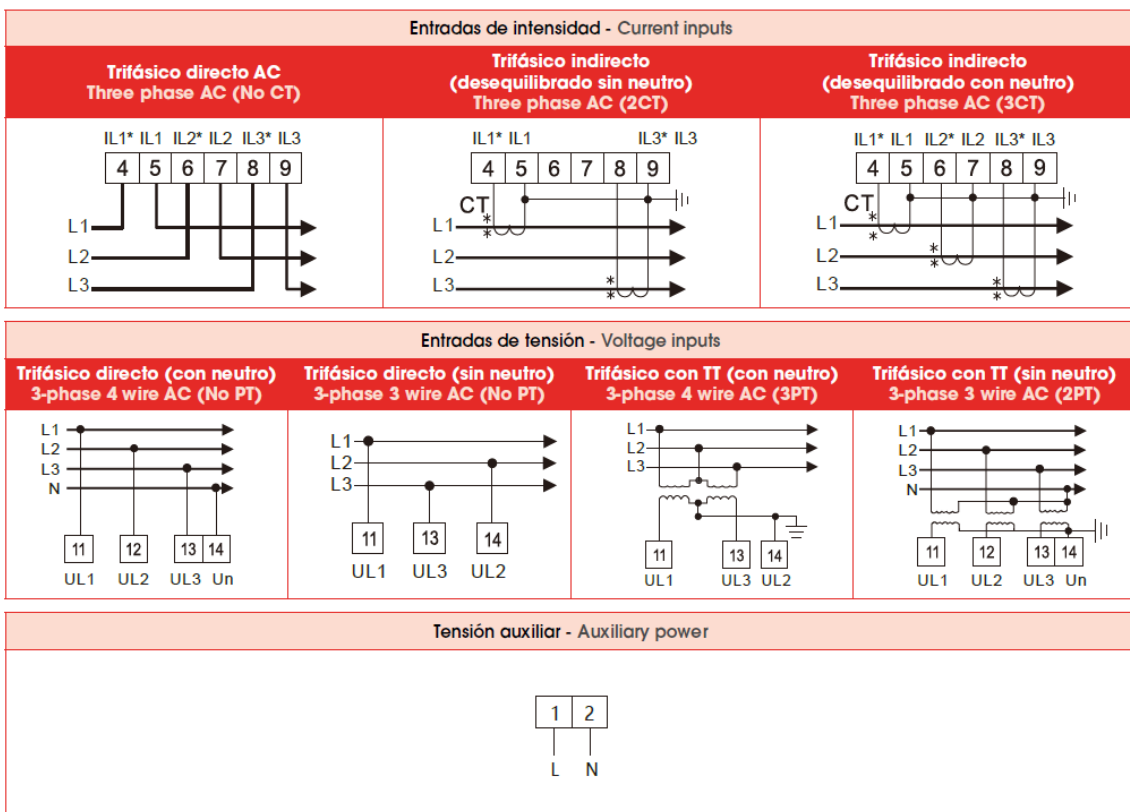 Entradas de intensidad - Current inputs
Trifásico directo AC
Three phase AC (No CT)
Trifásico indirecto
(desequilibrado sin neutro)
Three phase AC (2CT)
Trifásico indirecto
(desequilibrado con neutro)
Three phase AC (3CT)
IL1* IL1 IL2* IL2 IL3* IL3
4 5 6 7 8 9
L1
L2
L3
IL1* IL1 IL3* IL3
4 5 6 7 8 9
CT
*
*
L1
L2
*
*
L3
IL1* IL1 IL2* IL2 IL3* IL3
4 5 6 7 8 9
CT
*
*
L1
*
*
L2
*
*
L3
Entradas de tensión - Voltage inputs
Trifásico directo (con neutro)
3-phase 4 wire AC (No PT)
Trifásico directo (sin neutro)
3-phase 3 wire AC (No PT)
Trifásico con TT (con neutro)
3-phase 4 wire AC (3PT)
Trifásico con TT (sin neutro)
3-phase 3 wire AC (2PT)
L1
L2
L3
N
11 12 13 14
UL1 UL2 UL3 Un
L1
L2
L3
11 13 14
UL1 UL3 UL2
L1
L2
L3
11 13 14
UL1 UL3 UL2
L1
L2
L3
N
11 12 13 14
UL1 UL2 UL3 Un
Tensión auxiliar - Auxiliary power
1 2
L N